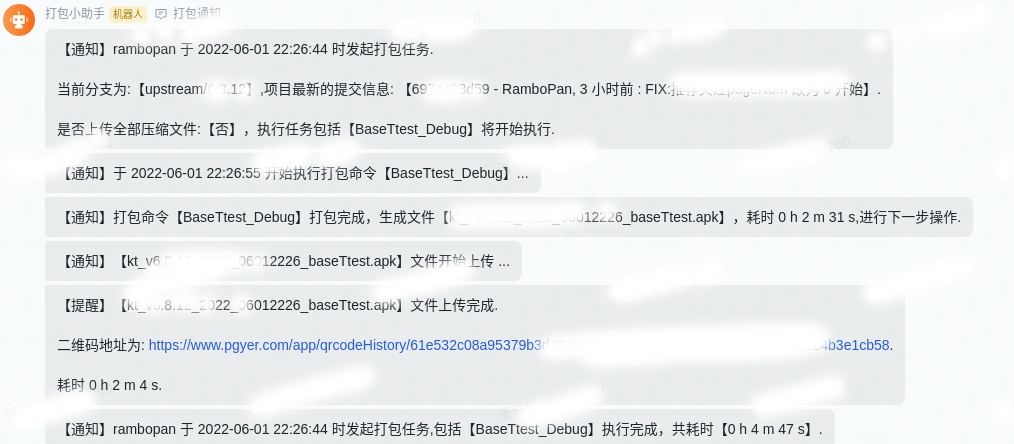 打包小助手 机器人 打包通知
【通知】rambopan 于 2022-06-01 22:26:44 时发起打包任务.
当前分支为:【upstream/ .12】,项目最新的提交信息: 【69 d59 - RamboPan, 3 小时前 : FIX: 开始】.
是否上传全部压缩文件:【否】，执行任务包括【BaseTtest_Debug】将开始执行.
【通知】于 2022-06-01 22:26:55 开始执行打包命令【BaseTtest_Debug】...
【通知】打包命令【BaseTtest_Debug】打包完成，生成文件【 06012226_baseTtest.apk】，耗时 0 h 2 m 31 s,进行下一步操作.
【通知】【kt_v6.8 06012226_baseTtest.apk】文件开始上传 ...
【提醒】【kt_v6.8.12_2022_06012226_baseTtest.apk】文件上传完成.
二维码地址为: https://www.pgyer.com/app/qrcodeHistory/61e532c08a95379b3d 4b3e1cb58.
耗时 0 h 2 m 4 s.
【通知】rambopan 于 2022-06-01 22:26:44 时发起打包任务,包括【BaseTtest_Debug】执行完成，共耗时【0 h 4 m 47 s】.